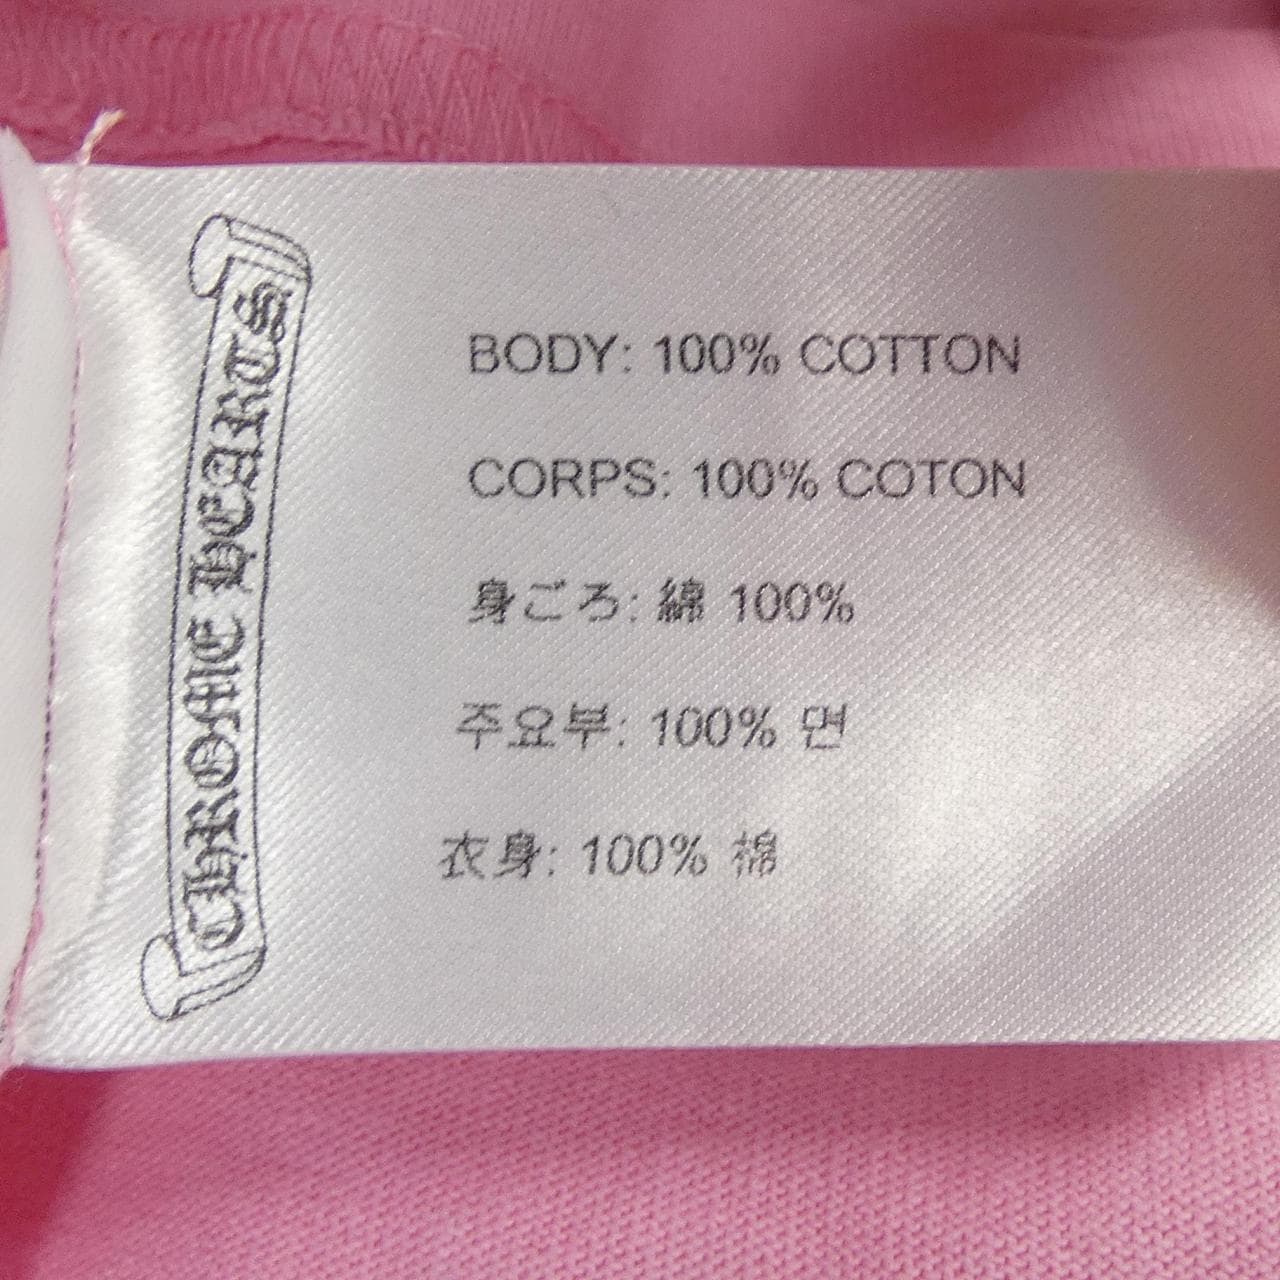 CHROME HEARTS
BODY: 100% COTTON
CORPS: 100% COTON
身ごろ: 綿 100%
주요부: 100% 면
衣身: 100% 棉